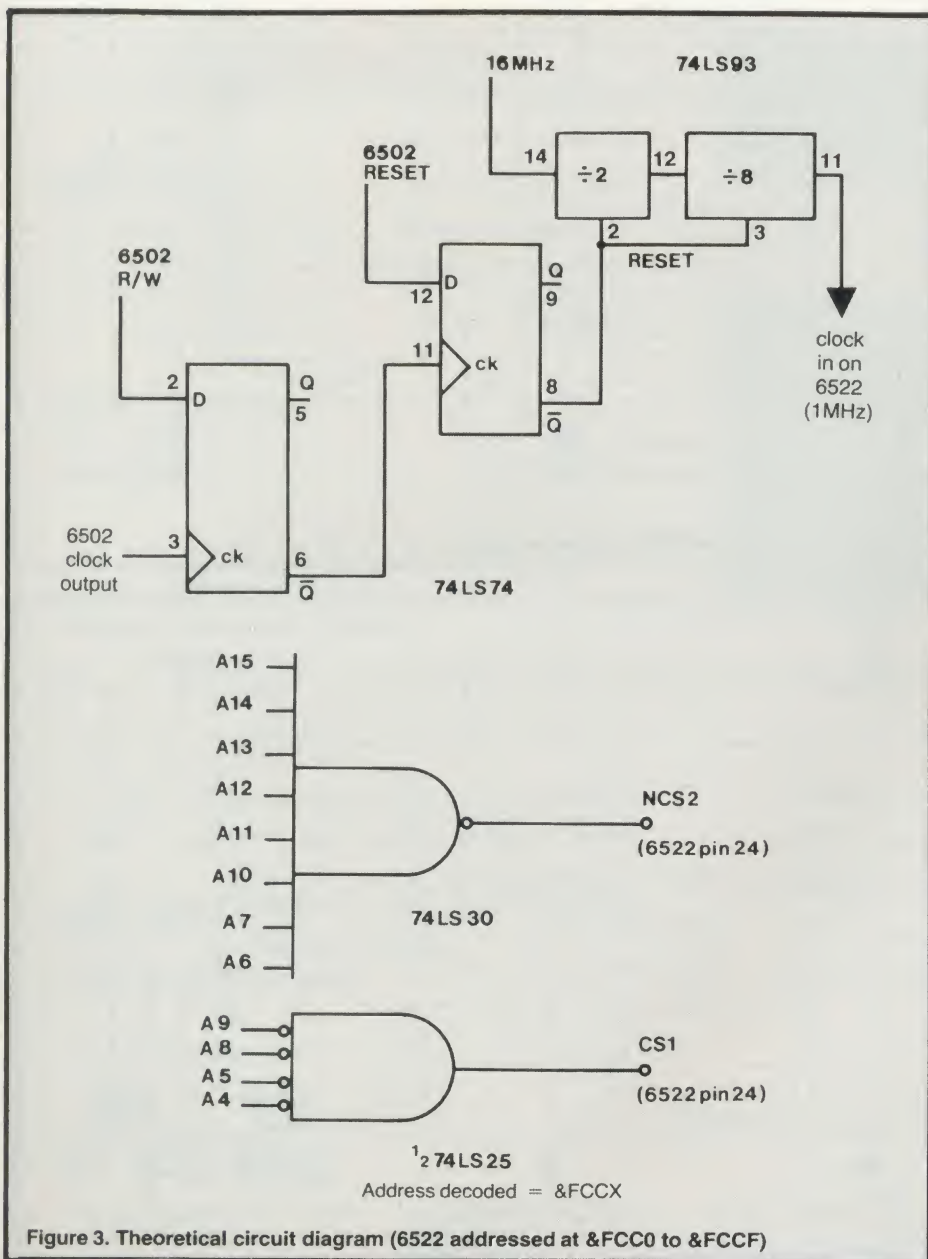 16MHz
74LS93
6502
RESET
14
÷2
12
÷8
11
2
3
RESET
6502
R/W
12
D
Q
9
11
ck
8
Q̅
clock
in on
6522
(1MHz)
2
D
Q
5
6502
clock
output
3
ck
6
Q̅
74LS74
A15
A14
A13
A12
A11
A10
A7
A6
NCS2
(6522 pin 24)
74LS30
A9
A8
A5
A4
CS1
(6522 pin 24)
½ 74LS25
Address decoded = &FCCX
Figure 3. Theoretical circuit diagram (6522 addressed at &FCC0 to &FCCF)